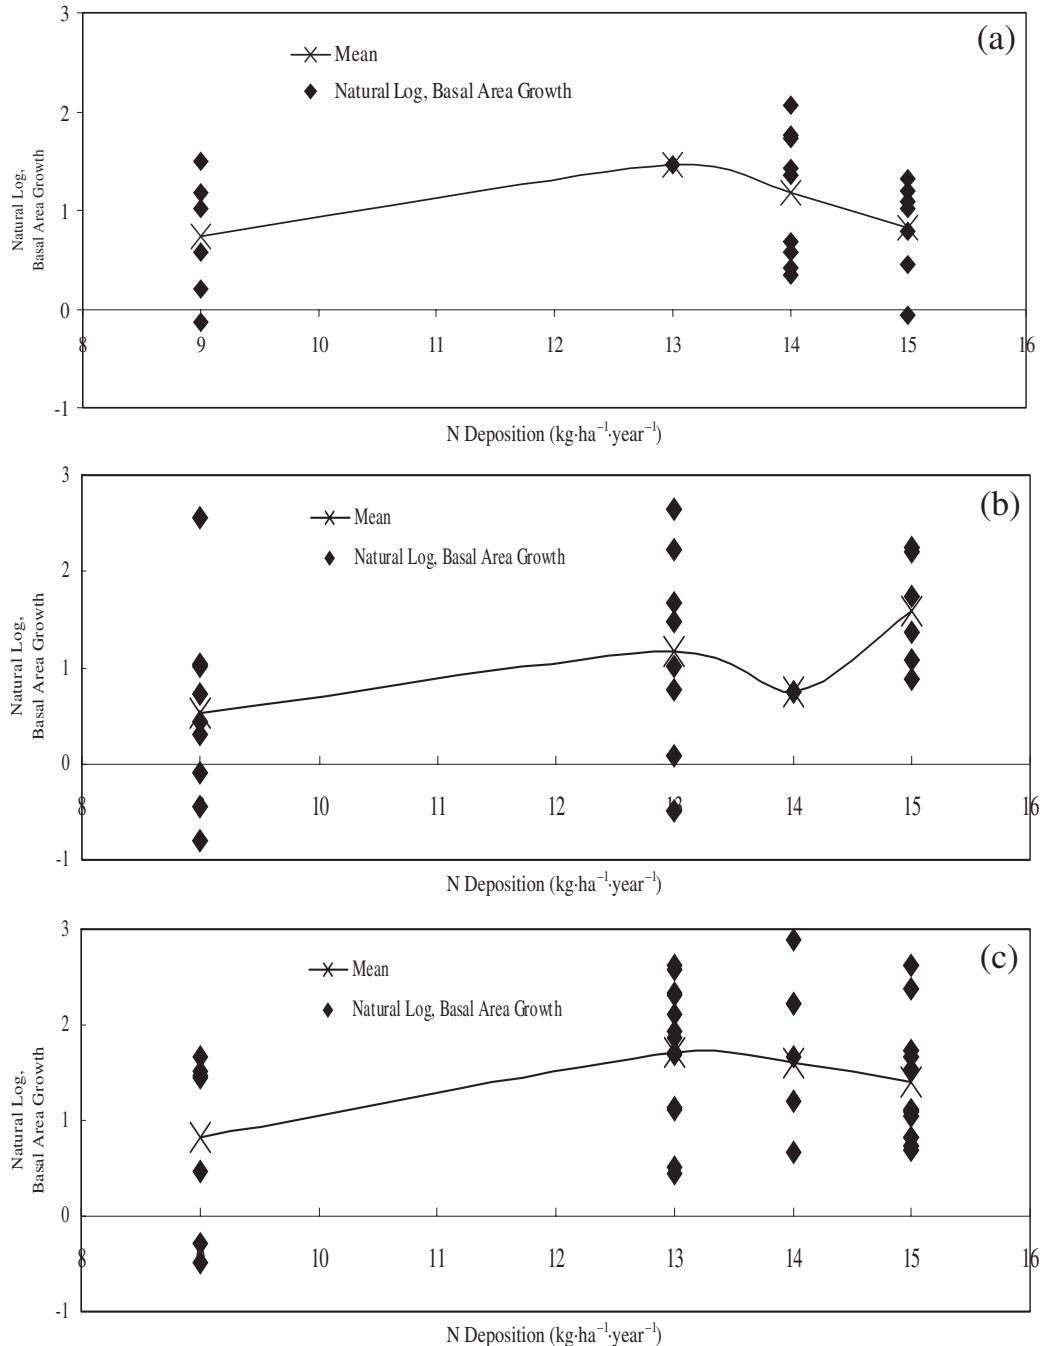 3
(a)
Mean
Natural Log, Basal Area Growth
2
1
0
-1
Natural Log,
Basal Area Growth
8 9 10 11 12 13 14 15 16
N Deposition (kg·ha⁻¹·year⁻¹)
3
(b)
Mean
Natural Log, Basal Area Growth
2
1
0
-1
Natural Log,
Basal Area Growth
8 9 10 11 12 13 14 15 16
N Deposition (kg·ha⁻¹·year⁻¹)
3
(c)
Mean
Natural Log, Basal Area Growth
2
1
0
-1
Natural Log,
Basal Area Growth
8 9 10 11 12 13 14 15 16
N Deposition (kg·ha⁻¹·year⁻¹)